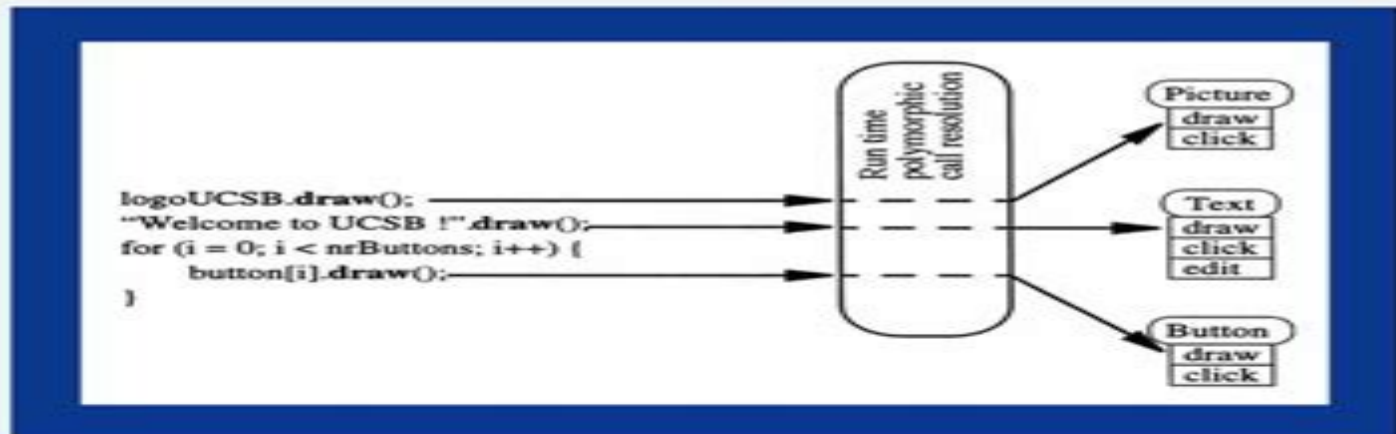 logoUCSB.draw();
“Welcome to UCSB !”.draw();
for (i = 0; i < nrButtons; i++) {
button[i].draw();
}
Run time
polymorphic
call resolution
Picture
draw
click
Text
draw
click
edit
Button
draw
click